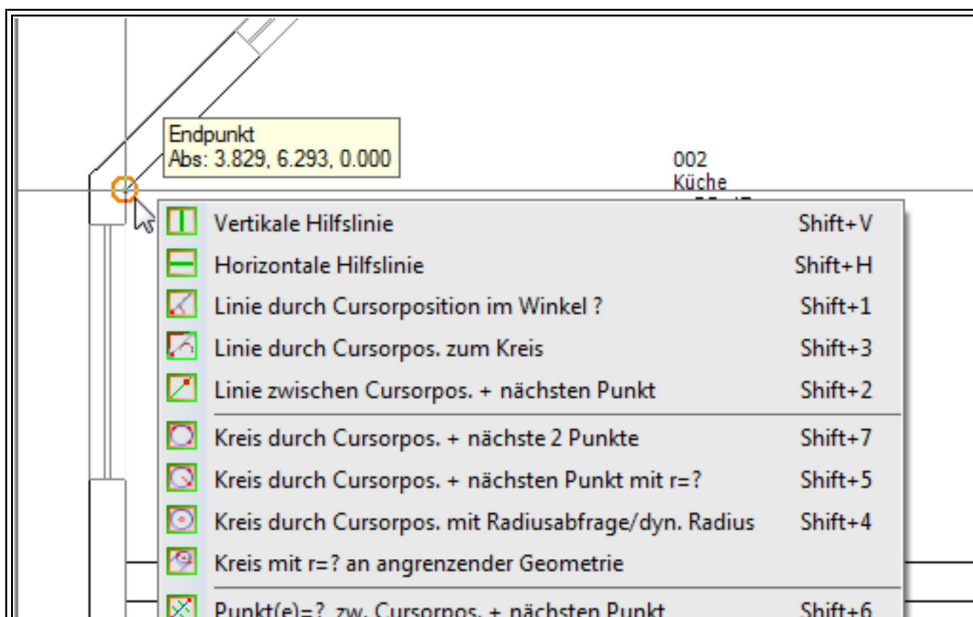 Endpunkt
Abs: 3.829, 6.293, 0.000
002
Küche
Vertikale Hilfslinie Shift+V
Horizontale Hilfslinie Shift+H
Linie durch Cursorposition im Winkel ? Shift+1
Linie durch Cursorpos. zum Kreis Shift+3
Linie zwischen Cursorpos. + nächsten Punkt Shift+2
Kreis durch Cursorpos. + nächste 2 Punkte Shift+7
Kreis durch Cursorpos. + nächsten Punkt mit r=? Shift+5
Kreis durch Cursorpos. mit Radiusabfrage/dyn. Radius Shift+4
Kreis mit r=? an angrenzender Geometrie
Punkt(e)=? zw. Cursorpos. + nächsten Punkt Shift+6